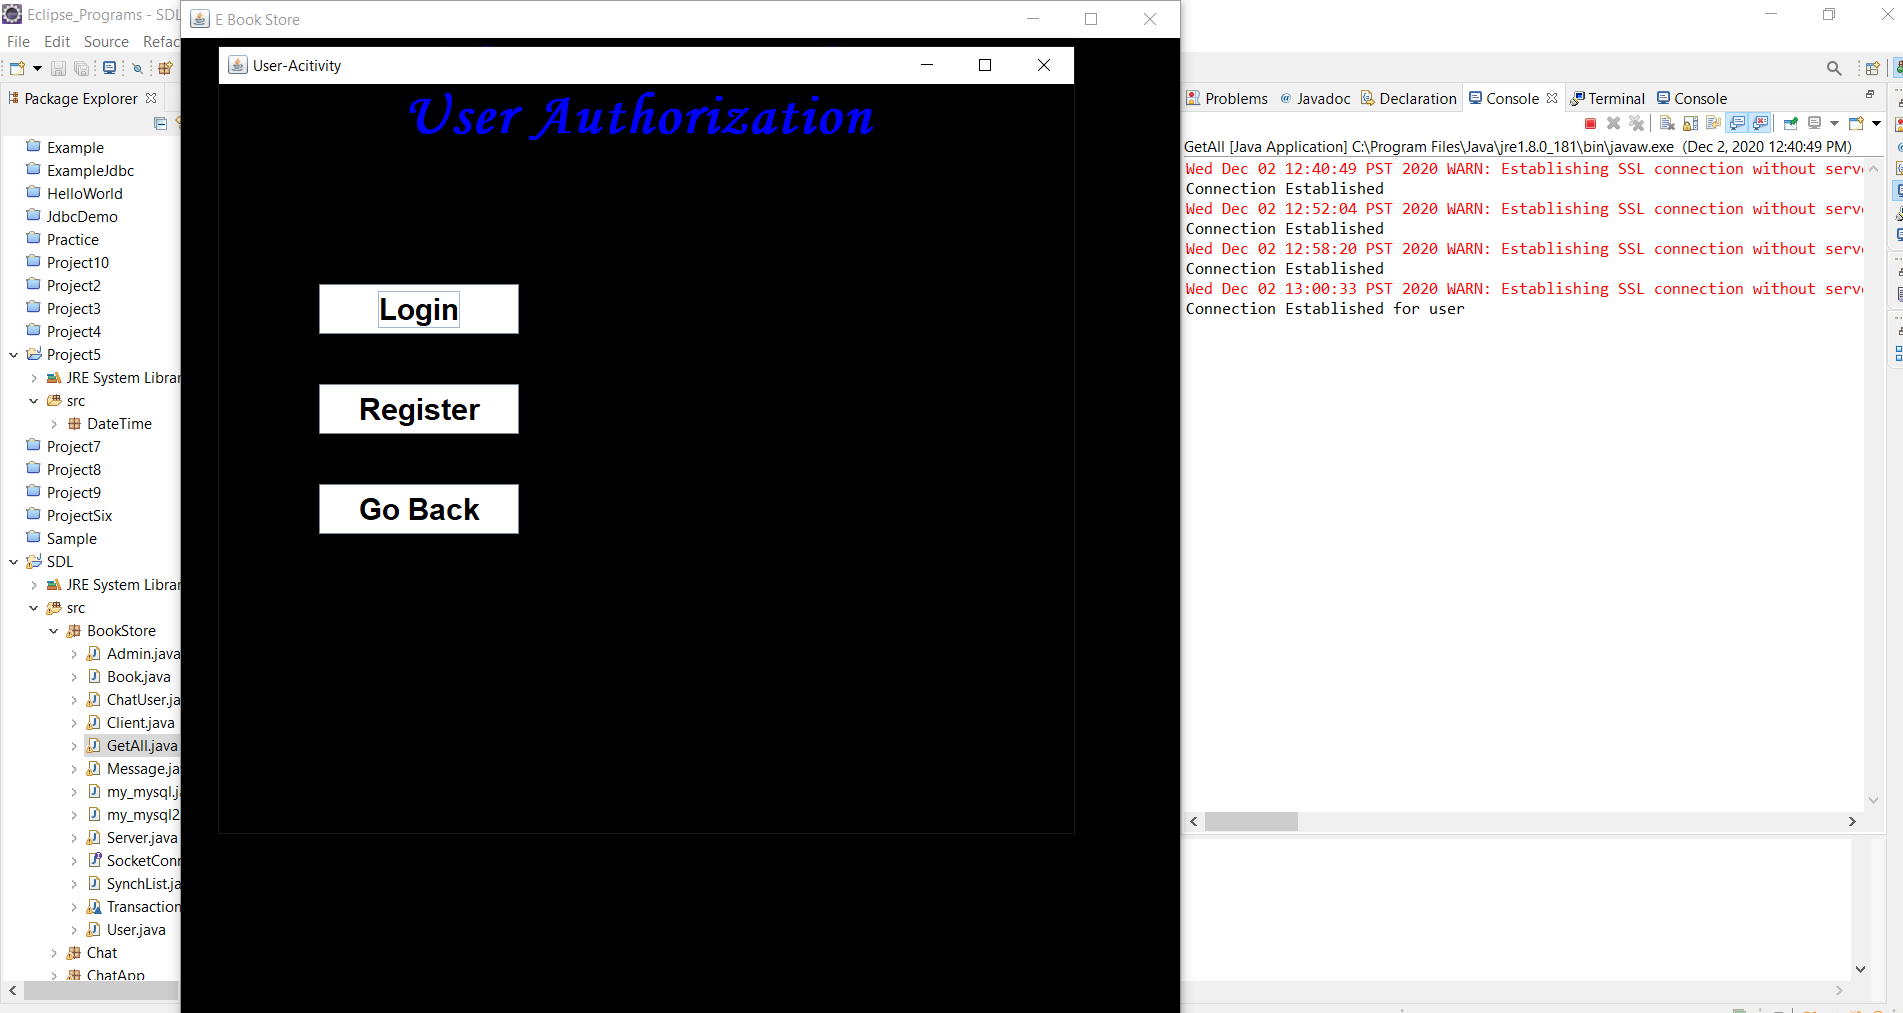 Eclipse_Programs - SDL
File Edit Source Refac
Package Explorer
Example
ExampleJdbc
HelloWorld
JdbcDemo
Practice
Project10
Project2
Project3
Project4
Project5
JRE System Librar
src
DateTime
Project7
Project8
Project9
ProjectSix
Sample
SDL
JRE System Librar
src
BookStore
Admin.java
Book.java
ChatUser.ja
Client.java
GetAll.java
Message.ja
my_mysql.j
my_mysql2
Server.java
SocketConn
SynchList.ja
Transaction
User.java
Chat
ChatApp
E Book Store
User-Acitivity
User Authorization
Login
Register
Go Back
Problems @ Javadoc Declaration Console Terminal Console
GetAll [Java Application] C:\Program Files\Java\jre1.8.0_181\bin\javaw.exe (Dec 2, 2020 12:40:49 PM)
Wed Dec 02 12:40:49 PST 2020 WARN: Establishing SSL connection without serve
Connection Established
Wed Dec 02 12:52:04 PST 2020 WARN: Establishing SSL connection without serve
Connection Established
Wed Dec 02 12:58:20 PST 2020 WARN: Establishing SSL connection without serve
Connection Established
Wed Dec 02 13:00:33 PST 2020 WARN: Establishing SSL connection without serve
Connection Established for user